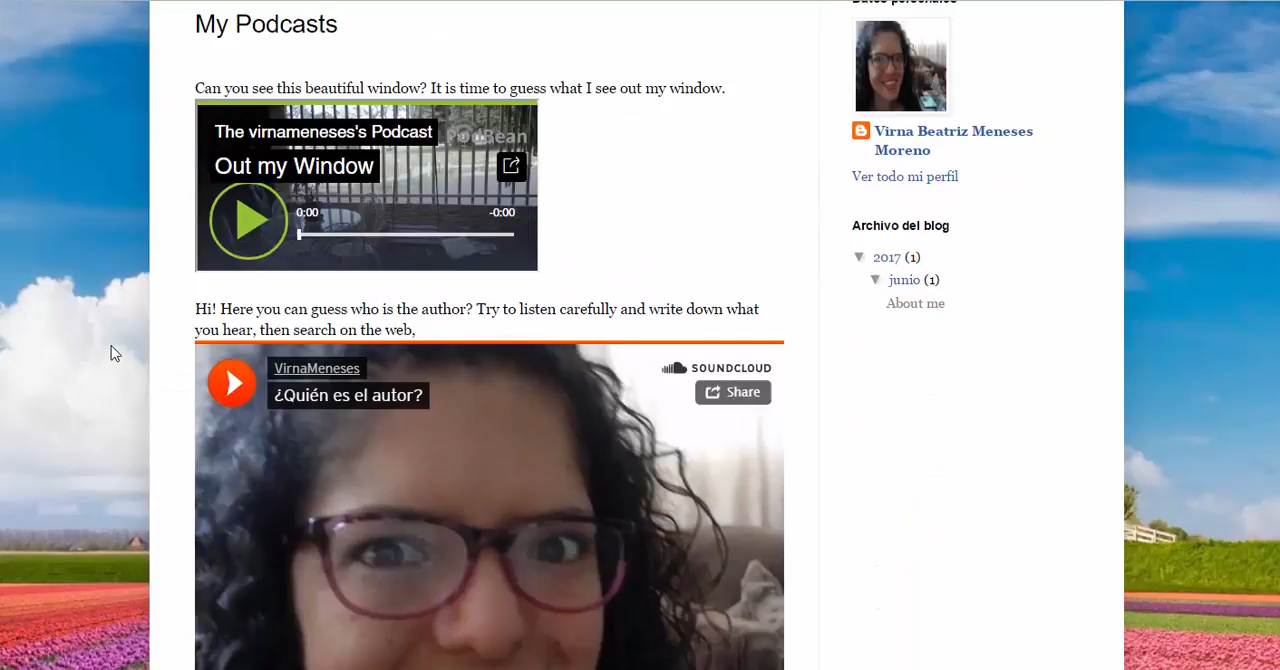 My Podcasts
Can you see this beautiful window? It is time to guess what I see out my window.
The virnameneses's Podcast
PodBean
Out my Window
0:00
-0:00
Hi! Here you can guess who is the author? Try to listen carefully and write down what
you hear, then search on the web,
VirnaMeneses
SOUNDCLOUD
¿Quién es el autor?
Share
Datos personales
Virna Beatriz Meneses
Moreno
Ver todo mi perfil
Archivo del blog
▼ 2017 (1)
▼ junio (1)
About me